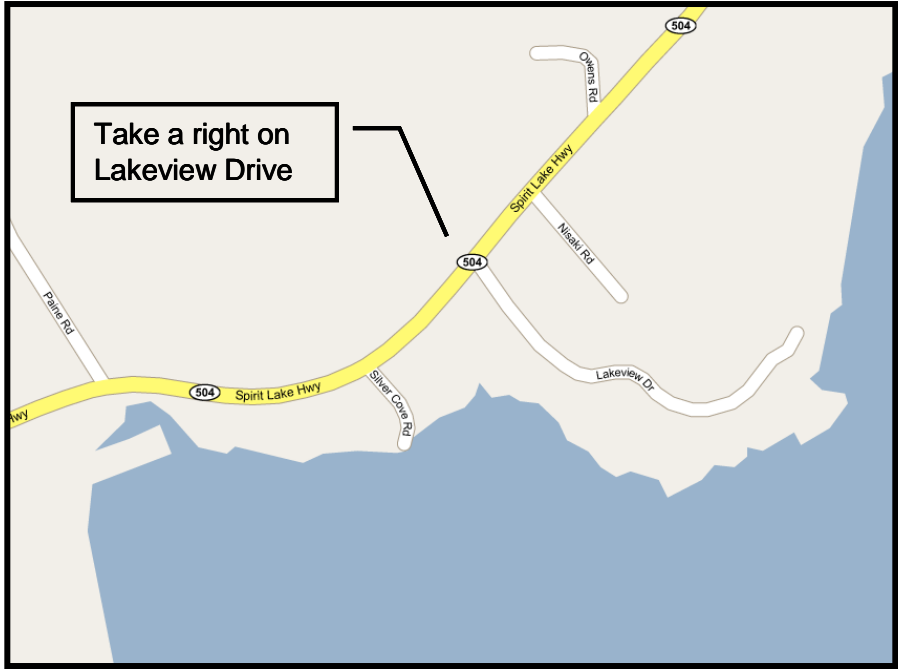 504
Owens Rd
Take a right on
Lakeview Drive
Spirit Lake Hwy
Nisaki Rd
504
Paine Rd
Lakeview Dr
504
Spirit Lake Hwy
Silver Cove Rd
Hwy